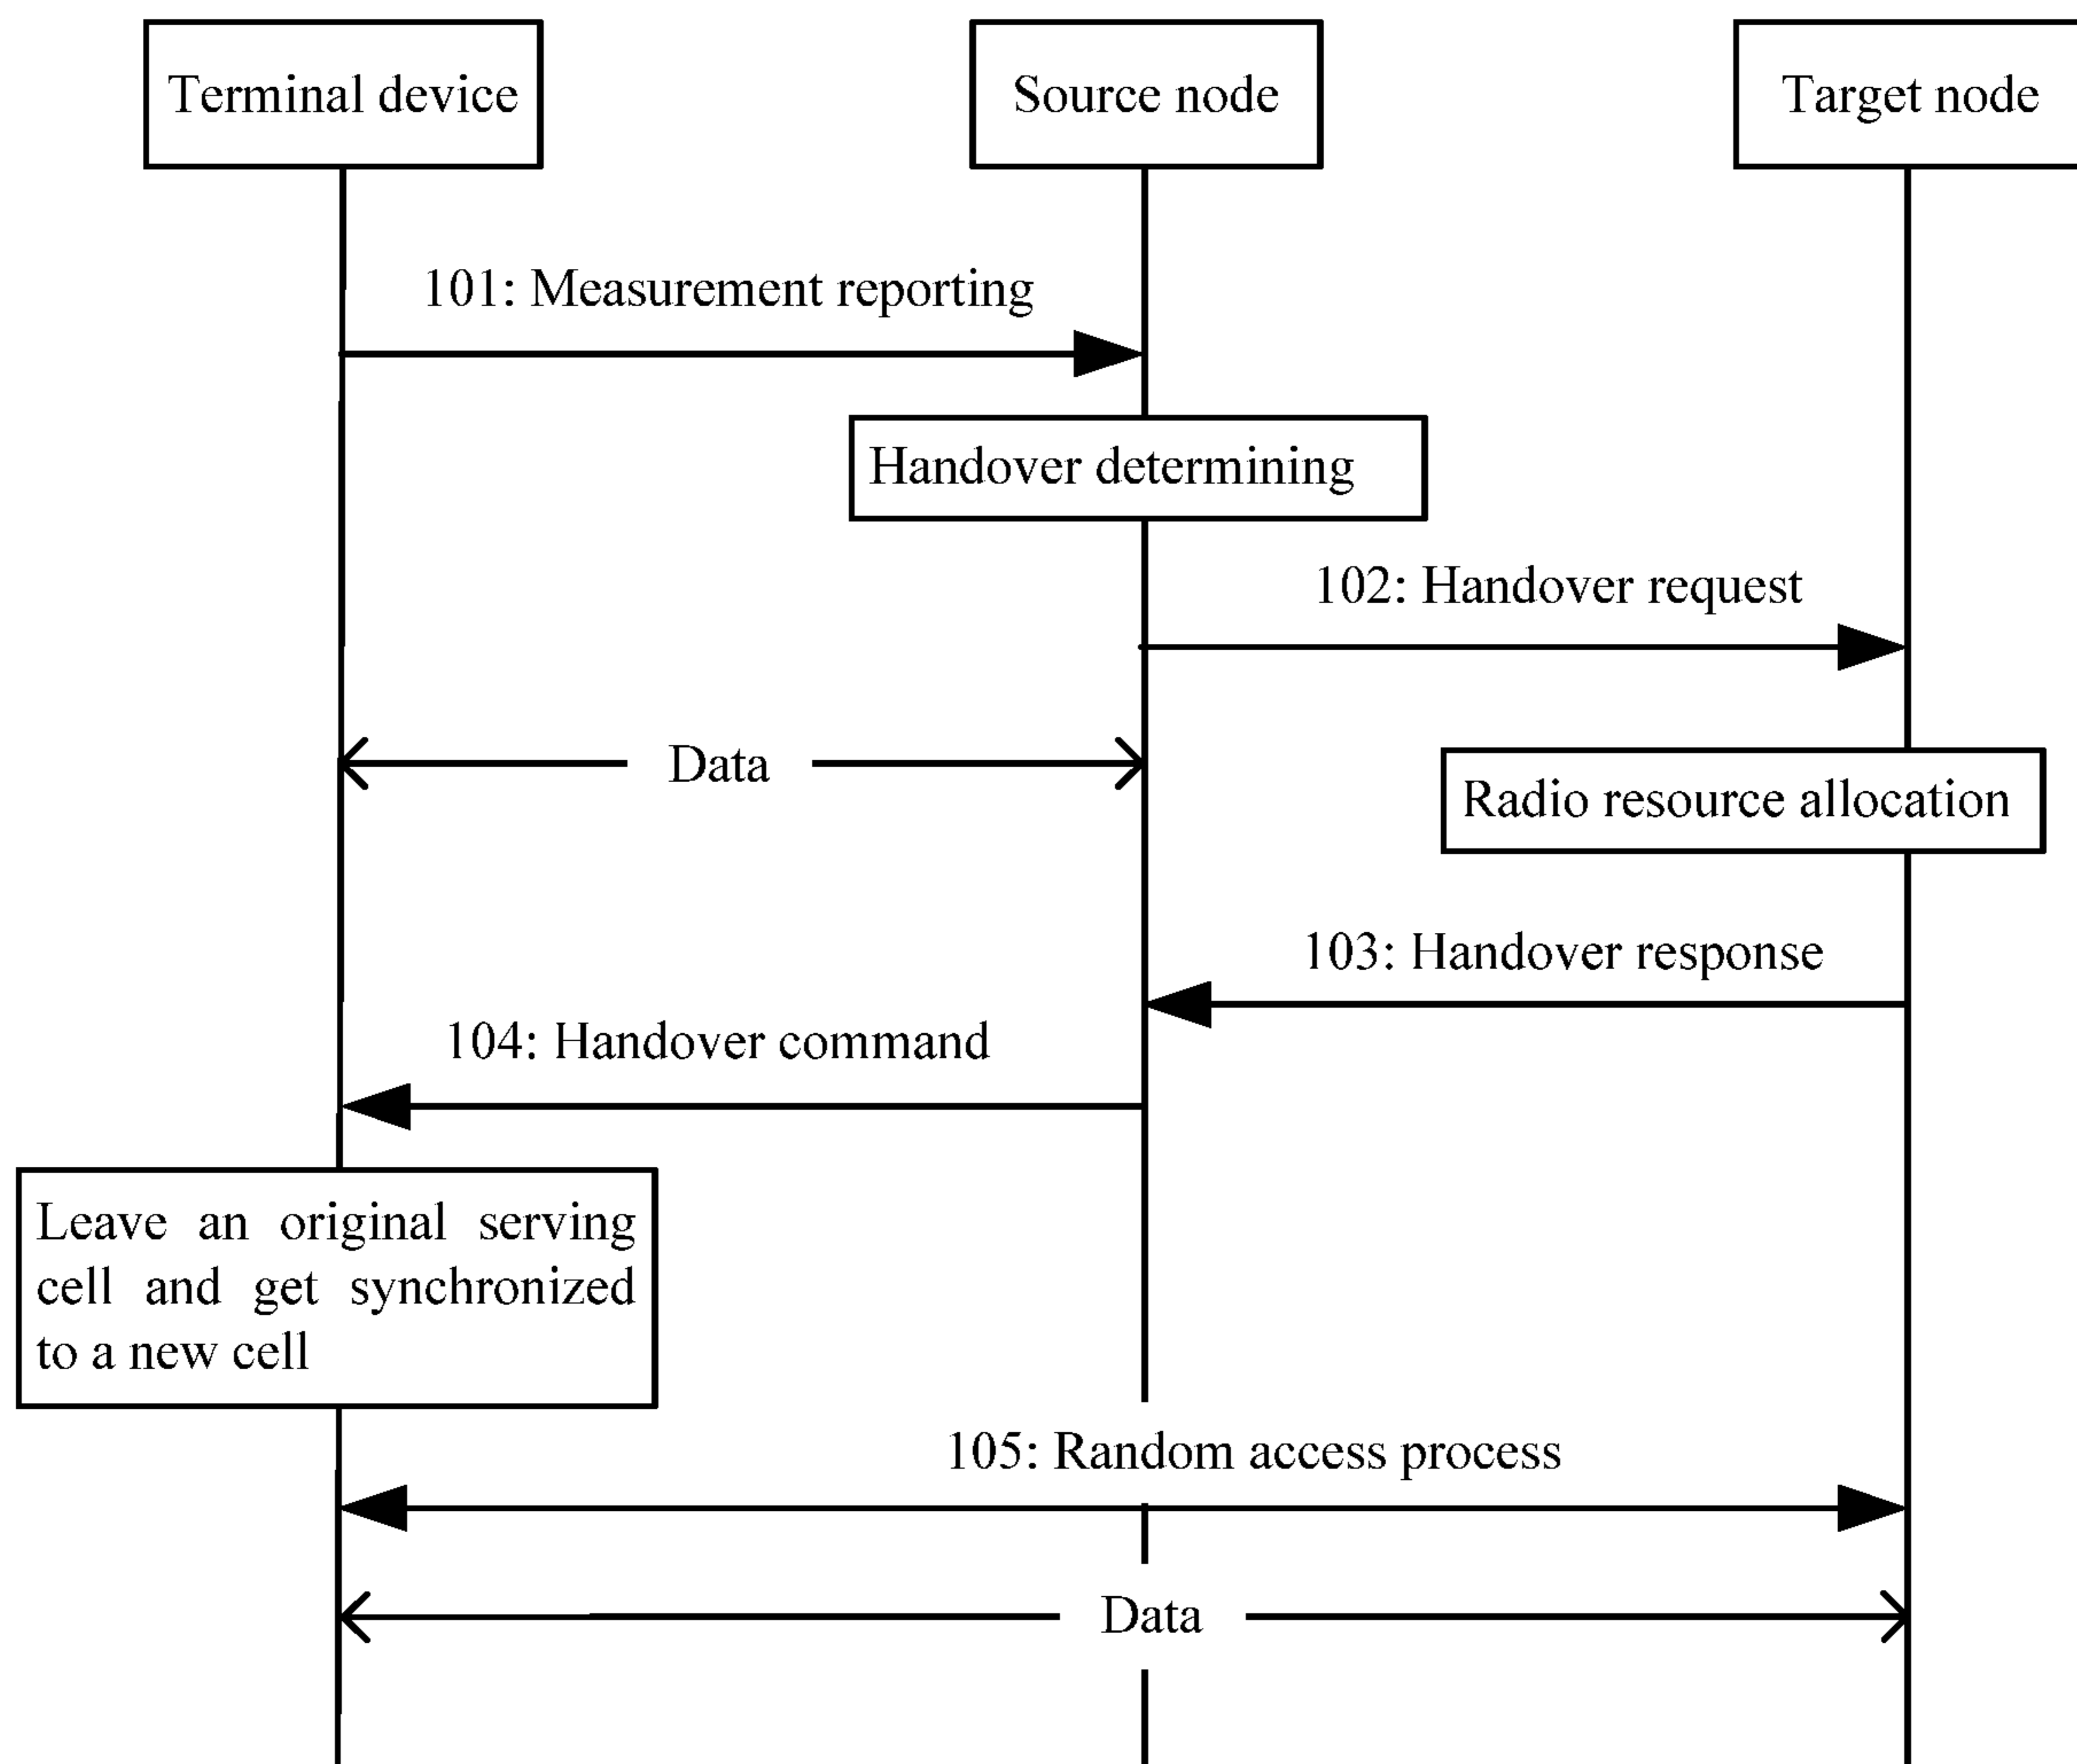 Terminal device
Source node
Target node
101: Measurement reporting
Handover determining
102: Handover request
Data
Radio resource allocation
103: Handover response
104: Handover command
Leave an original serving
cell and get synchronized
to a new cell
105: Random access process
Data